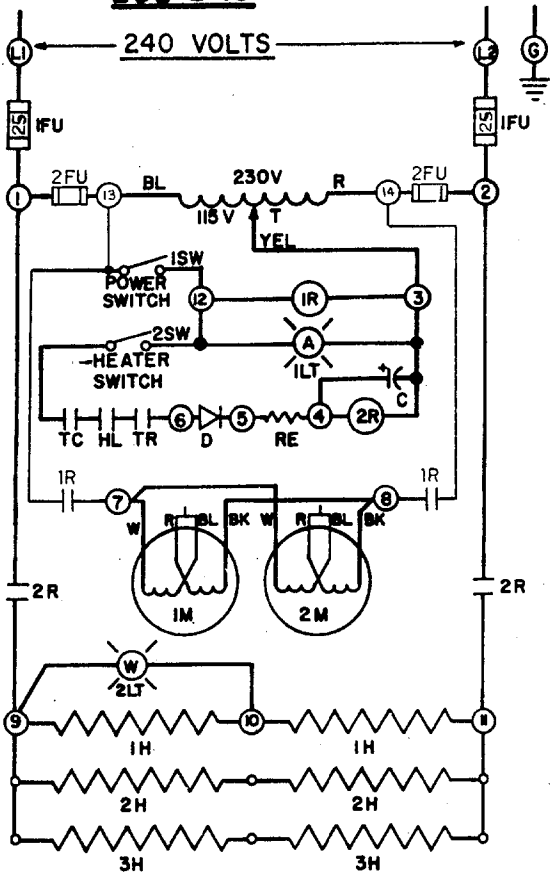 L1
240 VOLTS
L2
G
25
1FU
25
1FU
1
2FU
13
BL
230V
115V
T
R
14
2FU
2
YEL
1SW
POWER
SWITCH
12
1R
3
2SW
HEATER
SWITCH
A
1LT
+
C
TC
HL
TR
6
D
5
RE
4
2R
1R
7
8
1R
W
R
BL
BK
W
R
BL
BK
1M
2M
2R
2R
W
2LT
9
10
11
1H
1H
2H
2H
3H
3H